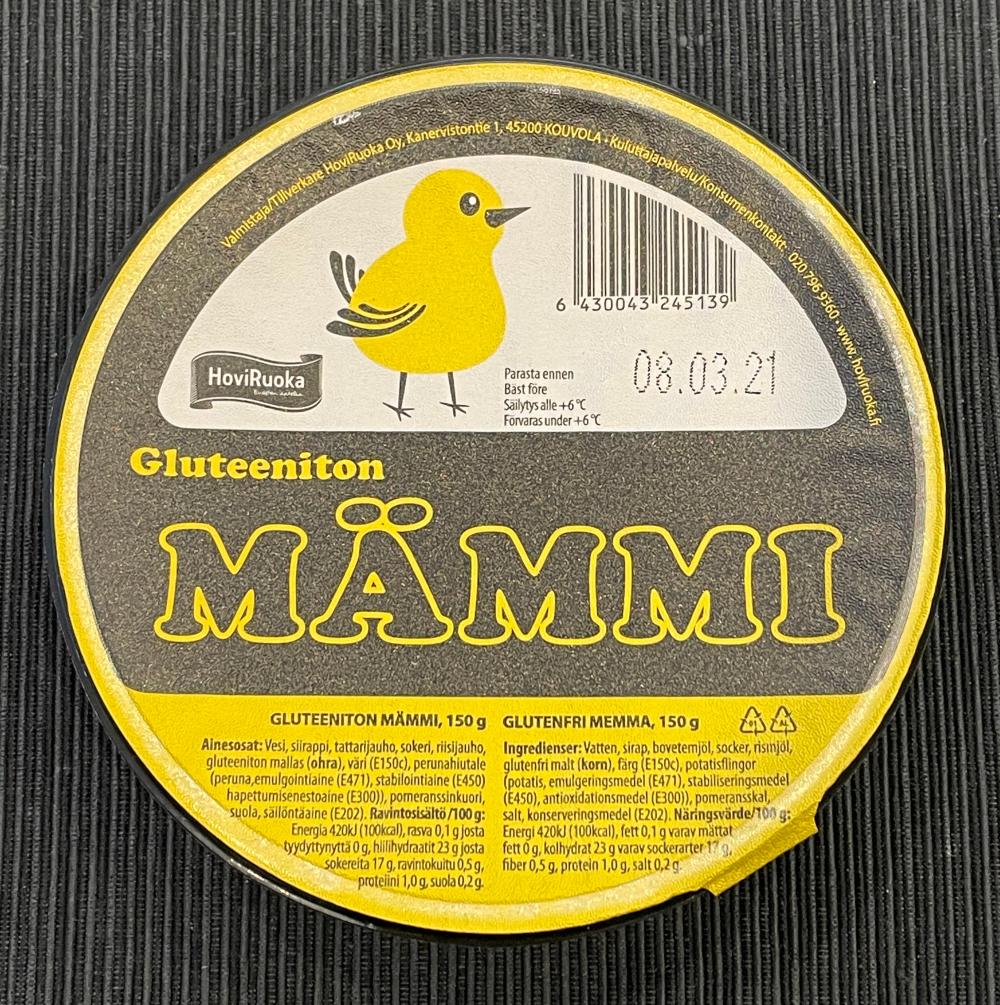 Valmistaja/Tillverkare HoviRuoka Oy, Kanervistontie 1, 45200 KOUVOLA • Kuluttajapalvelu/Konsumenkontakt: 020 796 9360 • www.hoviruoka.fi
6 430043 245139
HoviRuoka
Parasta ennen
Bäst före
Säilytys alle +6 °C
Förvaras under +6 °C
08.03.21
Gluteeniton
MÄMMI
GLUTEENITON MÄMMI, 150 g
Ainesosat: Vesi, siirappi, tattarijauho, sokeri, riisijauho,
gluteeniton mallas (ohra), väri (E150c), perunahiutale
(peruna,emulgointiaine (E471), stabilointiaine (E450)
hapettumisenestoaine (E300)), pomeranssinkuori,
suola, säilöntäaine (E202). Ravintosisältö /100 g:
Energia 420kJ (100kcal), rasva 0,1 g josta
tyydyttynyttä 0 g, hiilihydraatit 23 g josta
sokereita 17 g, ravintokuitu 0,5 g,
proteiini 1,0 g, suola 0,2 g.
GLUTENFRI MEMMA, 150 g
Ingredienser: Vatten, sirap, bovetemjöl, socker, rismjöl,
glutenfri malt (korn), färg (E150c), potatisflingor
(potatis, emulgeringsmedel (E471), stabiliseringsmedel
(E450), antioxidationsmedel (E300)), pomeransskal,
salt, konserveringsmedel (E202). Näringsvärde/100 g:
Energi 420kJ (100kcal), fett 0,1 g varav mättat
fett 0 g, kolhydrat 23 g varav sockerarter 17 g,
fiber 0,5 g, protein 1,0 g, salt 0,2 g.